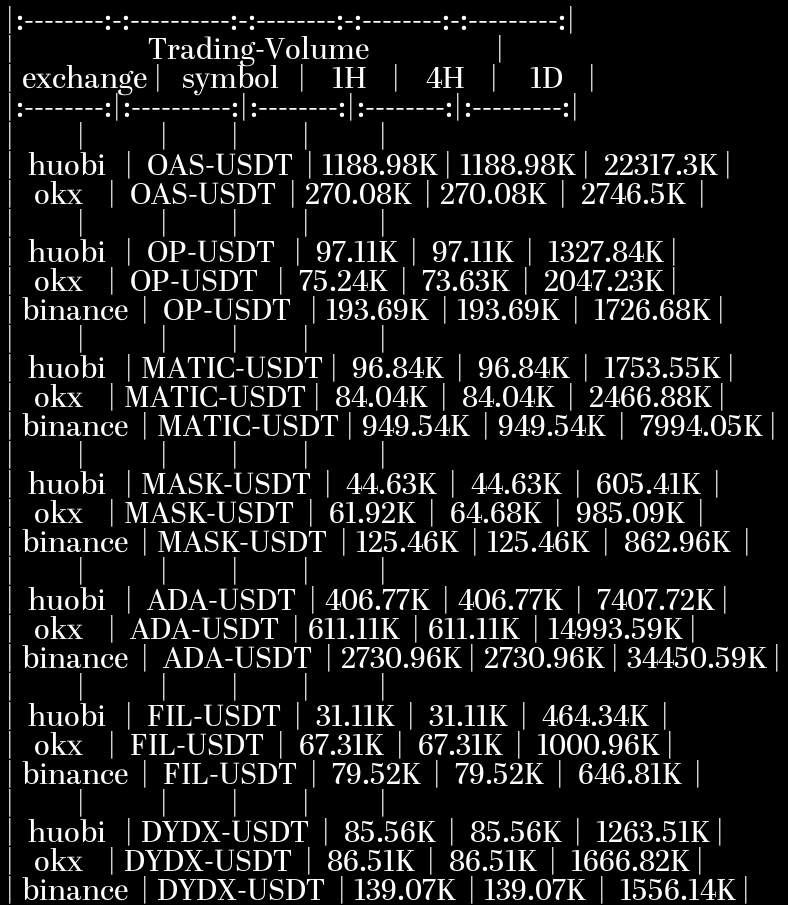 |:--------:-:----------:-:--------:-:--------:-:---------:|
| Trading-Volume |
| exchange | symbol | 1H | 4H | 1D |
|:--------:|:----------:|:--------:|:--------:|:---------:|
| | | | | |
| huobi | OAS-USDT | 1188.98K | 1188.98K | 22317.3K |
| okx | OAS-USDT | 270.08K | 270.08K | 2746.5K |
| | | | | |
| huobi | OP-USDT | 97.11K | 97.11K | 1327.84K |
| okx | OP-USDT | 75.24K | 73.63K | 2047.23K |
| binance | OP-USDT | 193.69K | 193.69K | 1726.68K |
| | | | | |
| huobi | MATIC-USDT | 96.84K | 96.84K | 1753.55K |
| okx | MATIC-USDT | 84.04K | 84.04K | 2466.88K |
| binance | MATIC-USDT | 949.54K | 949.54K | 7994.05K |
| | | | | |
| huobi | MASK-USDT | 44.63K | 44.63K | 605.41K |
| okx | MASK-USDT | 61.92K | 64.68K | 985.09K |
| binance | MASK-USDT | 125.46K | 125.46K | 862.96K |
| | | | | |
| huobi | ADA-USDT | 406.77K | 406.77K | 7407.72K |
| okx | ADA-USDT | 611.11K | 611.11K | 14993.59K |
| binance | ADA-USDT | 2730.96K | 2730.96K | 34450.59K |
| | | | | |
| huobi | FIL-USDT | 31.11K | 31.11K | 464.34K |
| okx | FIL-USDT | 67.31K | 67.31K | 1000.96K |
| binance | FIL-USDT | 79.52K | 79.52K | 646.81K |
| | | | | |
| huobi | DYDX-USDT | 85.56K | 85.56K | 1263.51K |
| okx | DYDX-USDT | 86.51K | 86.51K | 1666.82K |
| binance | DYDX-USDT | 139.07K | 139.07K | 1556.14K |